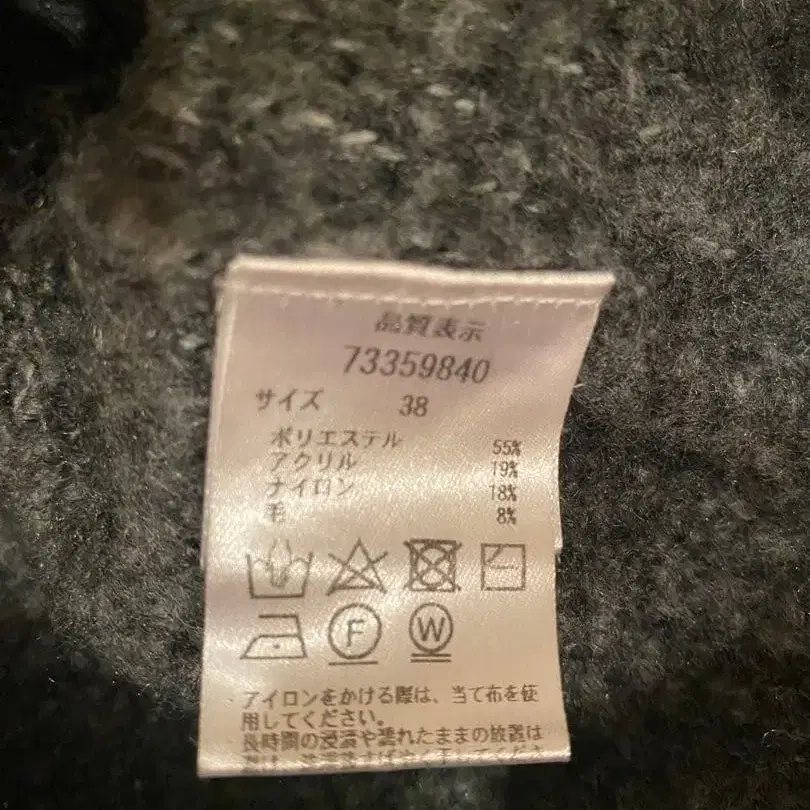 品質表示
73359840
サイズ 38
ポリエステル 55%
アクリル 19%
ナイロン 18%
毛 8%
F W
アイロンをかける際は、当て布を使
用してください。
長時間の浸漬や濡れたままの放置は